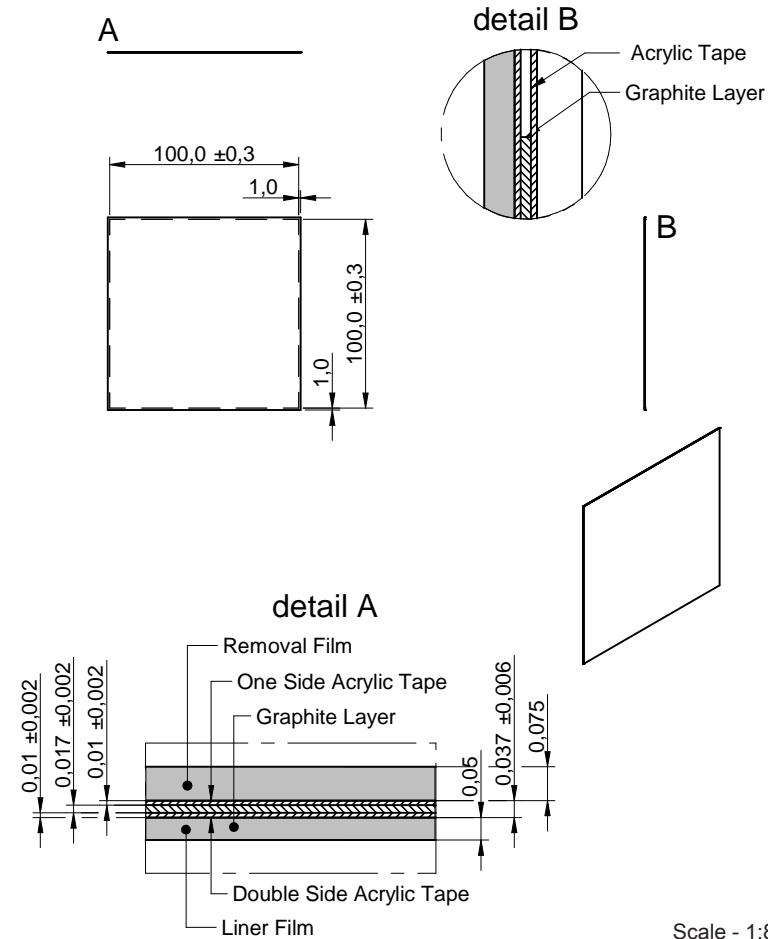 A
detail B
Acrylic Tape
Graphite Layer
100,0 ±0,3
1,0
100,0 ±0,3
1,0
B
detail A
Removal Film
One Side Acrylic Tape
Graphite Layer
0,01 ±0,002
0,017 ±0,002
0,01 ±0,002
0,05
0,037 ±0,006
0,075
Double Side Acrylic Tape
Liner Film